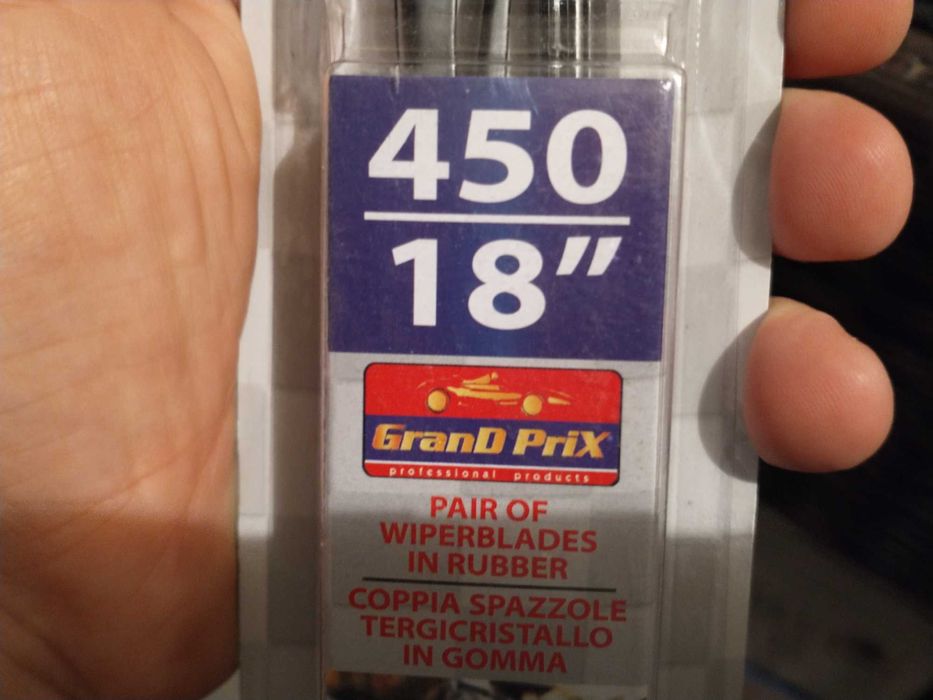 450
18”
GranD PriX
professional products
PAIR OF
WIPERBLADES
IN RUBBER
COPPIA SPAZZOLE
TERGICRISTALLO
IN GOMMA